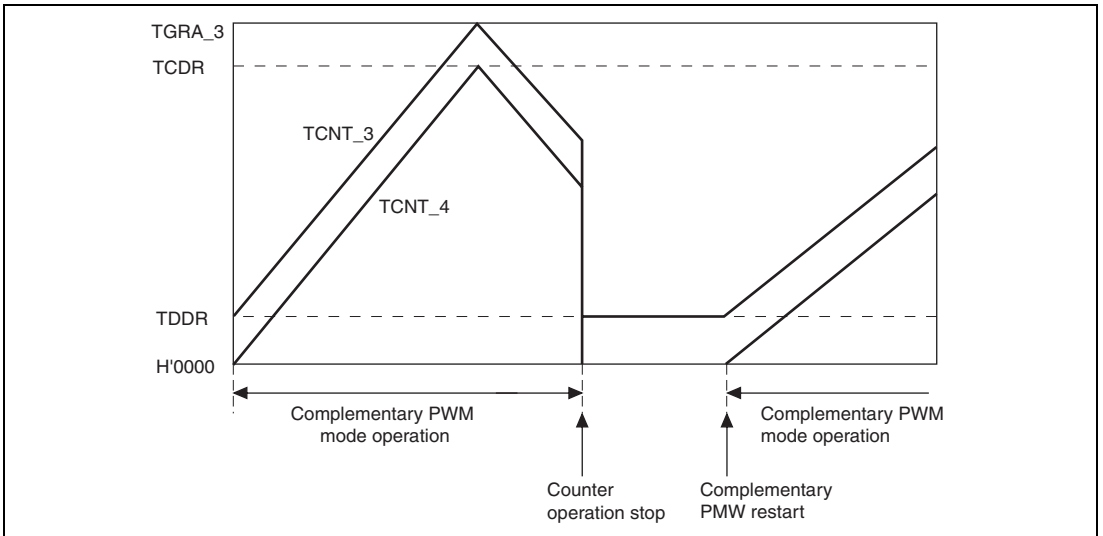 TGRA_3
TCDR
TCNT_3
TCNT_4
TDDR
H'0000
Complementary PWM
mode operation
Complementary PWM
mode operation
Counter
operation stop
Complementary
PMW restart